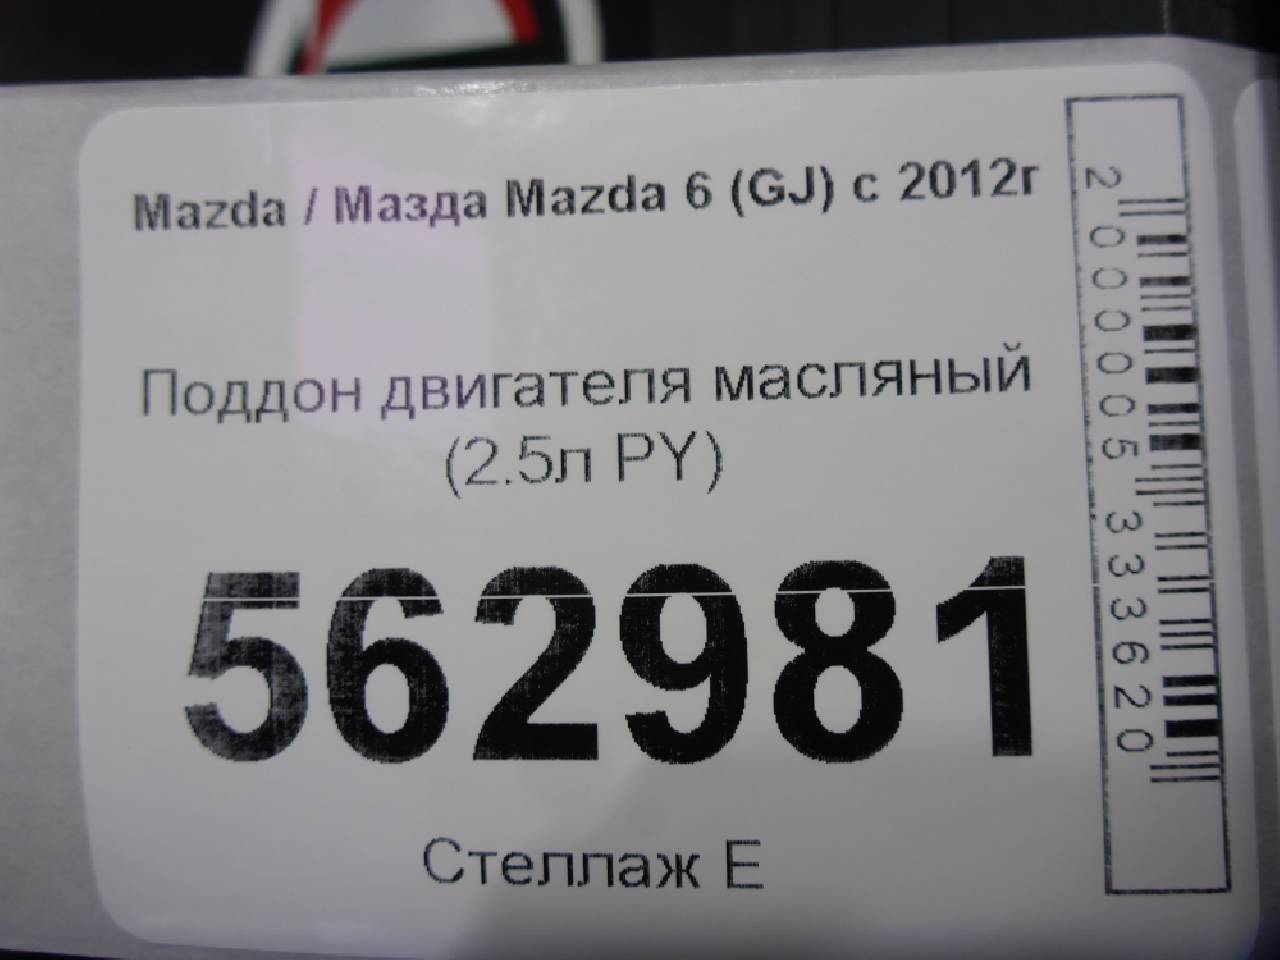 Mazda / Мазда Mazda 6 (GJ) с 2012г
Поддон двигателя масляный
(2.5л PY)
562981
Стеллаж Е
2000005333620